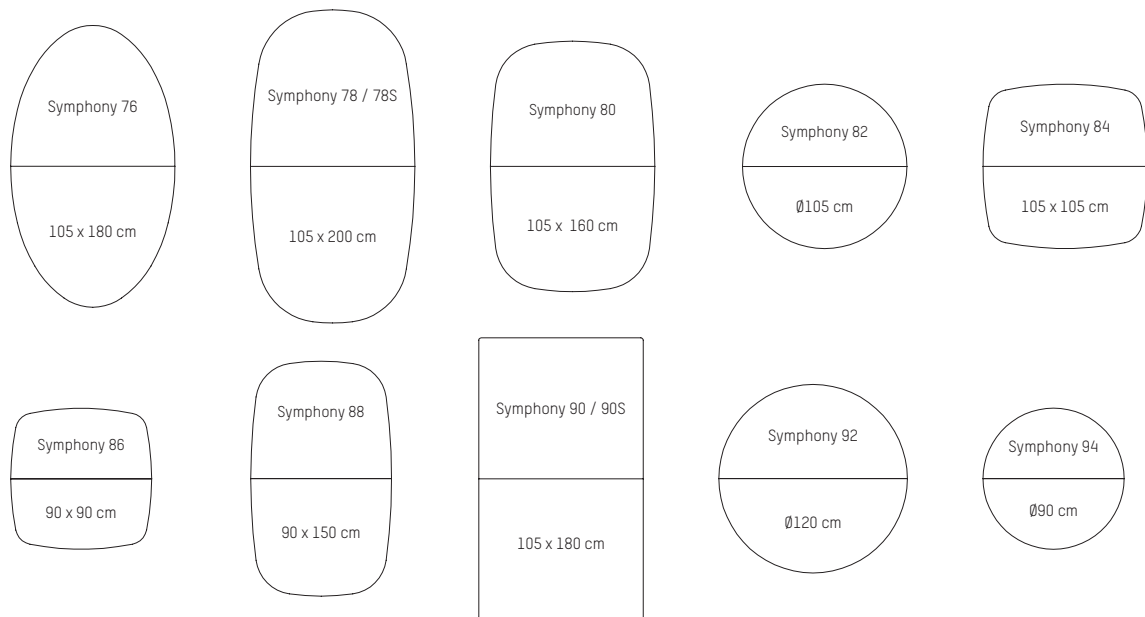 Symphony 76
105 x 180 cm
Symphony 78 / 78S
105 x 200 cm
Symphony 80
105 x  160 cm
Symphony 82
Ø105 cm
Symphony 84
105 x 105 cm
Symphony 86
90 x 90 cm
Symphony 88
90 x 150 cm
Symphony 90 / 90S
105 x 180 cm
Symphony 92
Ø120 cm
Symphony 94
Ø90 cm